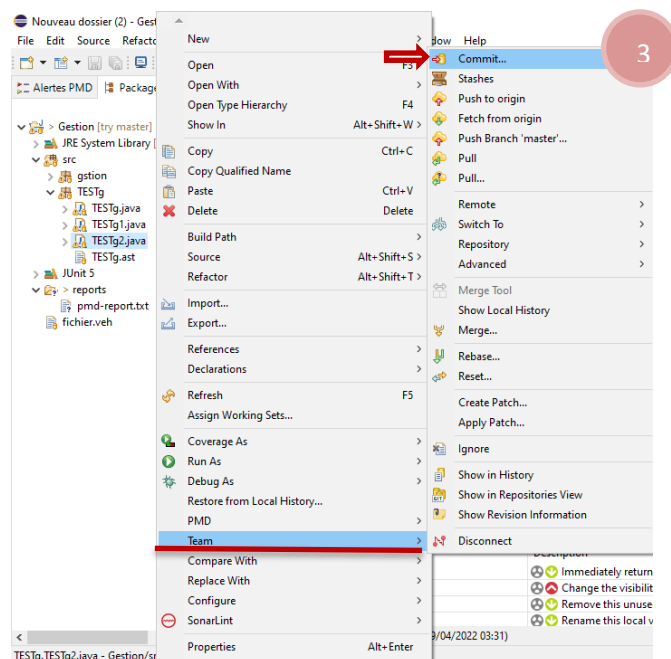 Nouveau dossier (2) - Gest
File Edit Source Refacto
dow Help
3
Alertes PMD Package
> Gestion [try master]
JRE System Library [
src
gstion
TESTg
TESTg.java
TESTg1.java
TESTg2.java
TESTg.ast
JUnit 5
> reports
pmd-report.txt
fichier.veh
New
Open F3
Open With
Open Type Hierarchy F4
Show In Alt+Shift+W >
Copy Ctrl+C
Copy Qualified Name
Paste Ctrl+V
Delete Delete
Build Path
Source Alt+Shift+S >
Refactor Alt+Shift+T >
Import...
Export...
References
Declarations
Refresh F5
Assign Working Sets...
Coverage As
Run As
Debug As
Restore from Local History...
PMD
Team
Compare With
Replace With
Configure
SonarLint
Properties Alt+Enter
Commit...
Stashes
Push to origin
Fetch from origin
Push Branch 'master'...
Pull
Pull...
Remote
Switch To
Repository
Advanced
Merge Tool
Show Local History
Merge...
Rebase...
Reset...
Create Patch...
Apply Patch...
Ignore
Show in History
Show in Repositories View
Show Revision Information
Disconnect
Description
Immediately return
Change the visibilit
Remove this unuse
Rename this local v
9/04/2022 03:31)
TESTg.TESTg2.java - Gestion/sr